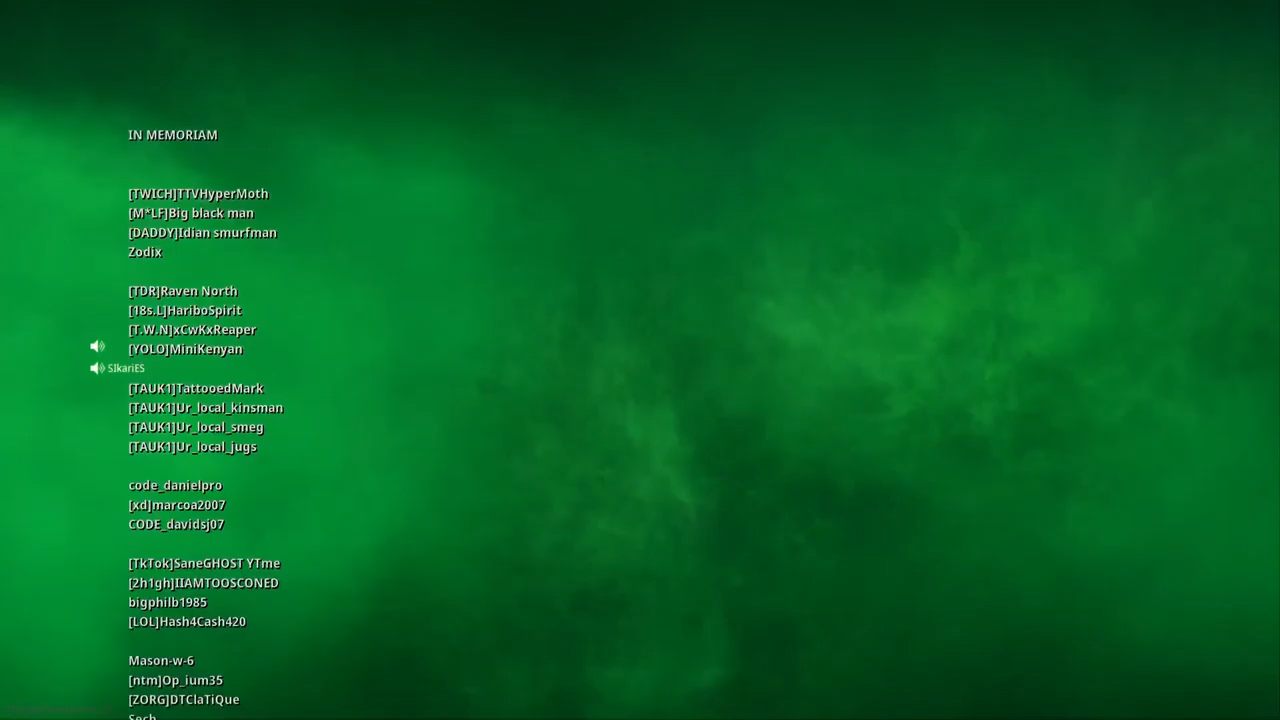 IN MEMORIAM
[TWICH]TTVHyperMoth
[M*LF]Big black man
[DADDY]Idian smurfman
Zodix
[TDR]Raven North
[18s.L]HariboSpirit
[T.W.N]xCwKxReaper
[YOLO]MiniKenyan
SIkariES
[TAUK1]TattooedMark
[TAUK1]Ur_local_kinsman
[TAUK1]Ur_local_smeg
[TAUK1]Ur_local_jugs
code_danielpro
[xd]marcoa2007
CODE_davidsj07
[TkTok]SaneGHOST YTme
[2h1gh]IIAMTOOSCONED
bigphilb1985
[LOL]Hash4Cash420
Mason-w-6
[ntm]Op_ium35
[ZORG]DTClaTiQue